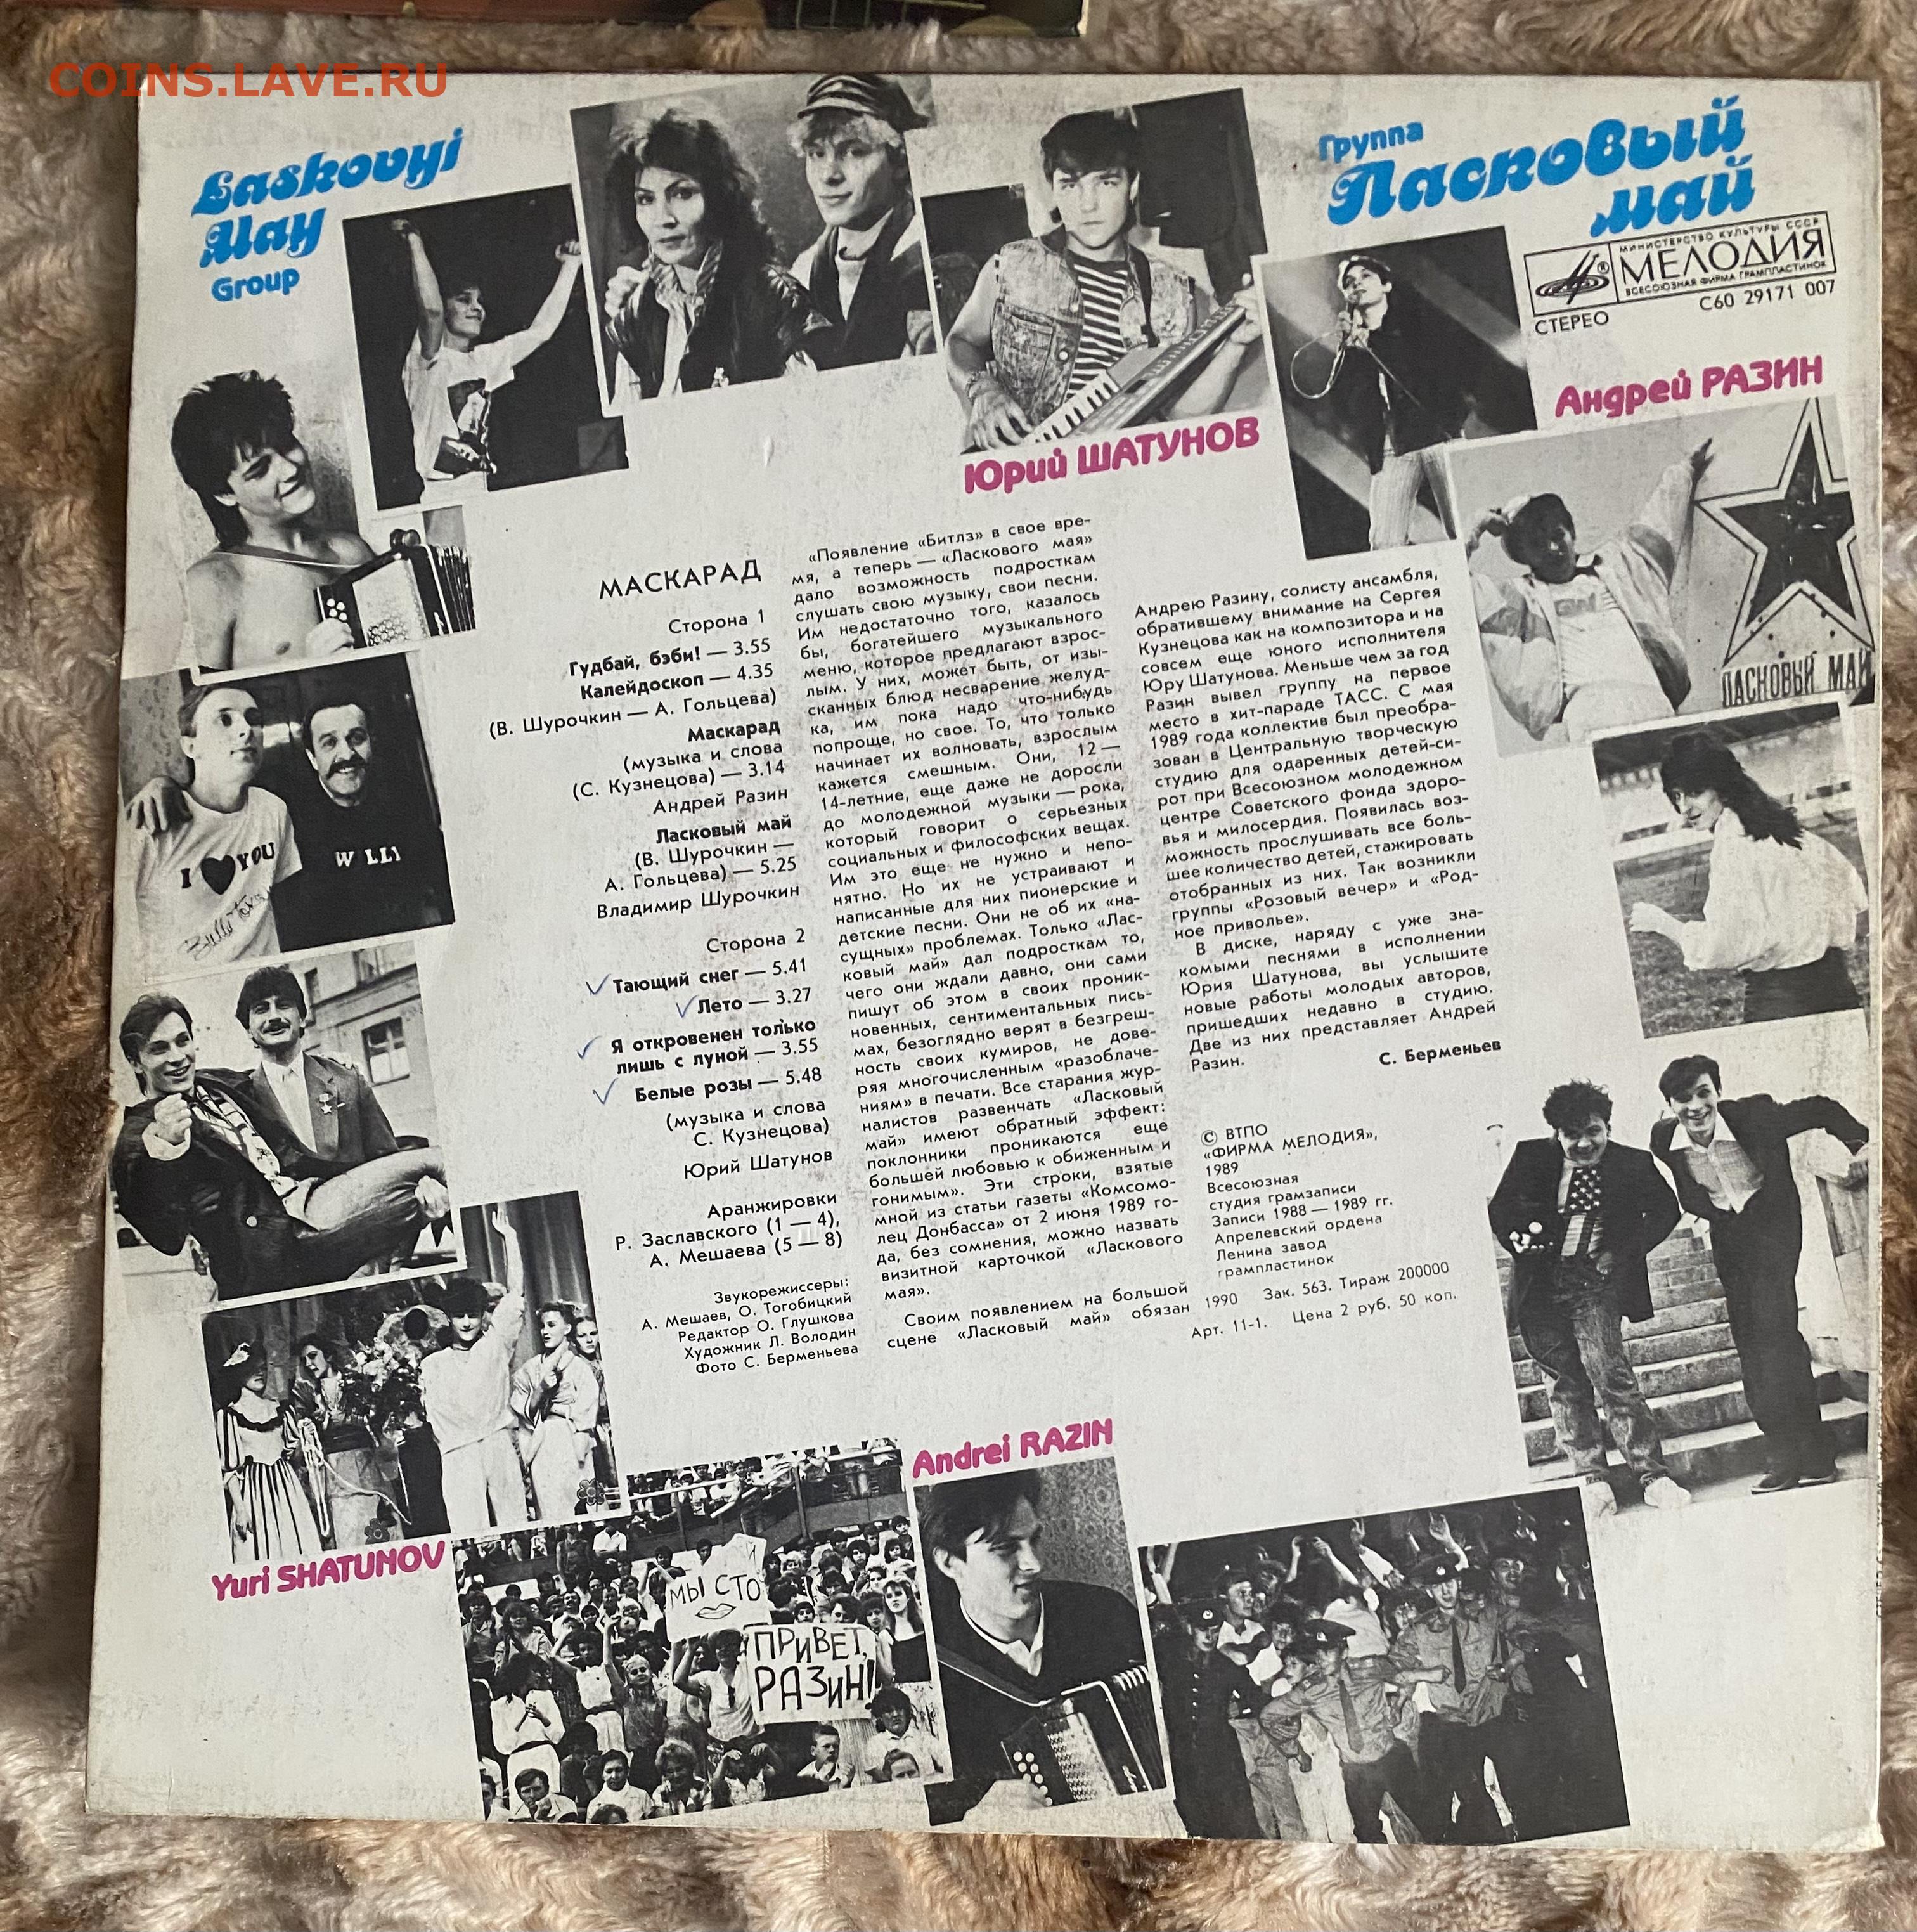 COINS.LAVE.RU
Laskovyi
May
Group
Группа
Ласковый
май
МИНИСТЕРСТВО КУЛЬТУРЫ СССР
МЕЛОДИЯ
ВСЕСОЮЗНАЯ ФИРМА ГРАМПЛАСТИНОК
СТЕРЕО
С60 29171 007
Андрей РАЗИН
Юрий ШАТУНОВ
ЛАСКОВЫЙ МАЙ
I YOU
W LLY
МАСКАРАД
Сторона 1
Гудбай, бэби! — 3.55
Калейдоскоп — 4.35
(В. Шурочкин — А. Гольцева)
Маскарад
(музыка и слова
(С. Кузнецова) — 3.14
Андрей Разин
Ласковый май
(В. Шурочкин —
А. Гольцева) — 5.25
Владимир Шурочкин
Сторона 2
Тающий снег — 5.41
Лето — 3.27
Я откровенен только
лишь с луной — 3.55
Белые розы — 5.48
(музыка и слова
С. Кузнецова)
Юрий Шатунов
Аранжировки
Р. Заславского (1 — 4),
А. Мешаева (5 — 8)
Звукорежиссеры:
А. Мешаев, О. Тогобицкий
Редактор О. Глушкова
Художник Л. Володин
Фото С. Берменьева
«Появление «Битлз» в свое вре-
мя, а теперь — «Ласкового мая»
дало возможность подросткам
слушать свою музыку, свои песни.
Им недостаточно того, казалось
бы, богатейшего музыкального
меню, которое предлагают взрос-
лым. У них, может быть, от изы-
сканных блюд несварение желуд-
ка, им пока надо что-нибудь
попроще, но свое. То, что только
начинает их волновать, взрослым
кажется смешным. Они, 12 —
14-летние, еще даже не доросли
до молодежной музыки — рока,
который говорит о серьезных
социальных и философских вещах.
Им это еще не нужно и непо-
нятно. Но их не устраивают и
написанные для них пионерские и
детские песни. Они не об их «на-
сущных» проблемах. Только «Лас-
ковый май» дал подросткам то,
чего они ждали давно, они сами
пишут об этом в своих проник-
новенных, сентиментальных пись-
мах, безоглядно верят в безгреш-
ность своих кумиров, не дове-
ряя многочисленным «разоблаче-
ниям» в печати. Все старания жур-
налистов развенчать «Ласковый
май» имеют обратный эффект:
поклонники проникаются еще
большей любовью к обиженным и
гонимым». Эти строки, взятые
мной из статьи газеты «Комсомо-
лец Донбасса» от 2 июня 1989 го-
да, без сомнения, можно назвать
визитной карточкой «Ласкового
мая».
Своим появлением на большой
сцене «Ласковый май» обязан
Андрею Разину, солисту ансамбля,
обратившему внимание на Сергея
Кузнецова как на композитора и на
совсем еще юного исполнителя
Юру Шатунова. Меньше чем за год
Разин вывел группу на первое
место в хит-параде ТАСС. С мая
1989 года коллектив был преобра-
зован в Центральную творческую
студию для одаренных детей-си-
рот при Всесоюзном молодежном
центре Советского фонда здоро-
вья и милосердия. Появилась воз-
можность прослушивать все боль-
шее количество детей, стажировать
отобранных из них. Так возникли
группы «Розовый вечер» и «Род-
ное приволье».
В диске, наряду с уже зна-
комыми песнями в исполнении
Юрия Шатунова, вы услышите
новые работы молодых авторов,
пришедших недавно в студию.
Две из них представляет Андрей
Разин.
С. Берменьев
© ВТПО
«ФИРМА МЕЛОДИЯ»,
1989
Всесоюзная
студия грамзаписи
Записи 1988 — 1989 гг.
Апрелевский ордена
Ленина завод
грампластинок
1990 Зак. 563. Тираж 200000
Арт. 11-1. Цена 2 руб. 50 коп.
Andrei RAZIN
Yuri SHATUNOV
МЫ СТО
ПРИВЕТ,
РАЗИН!